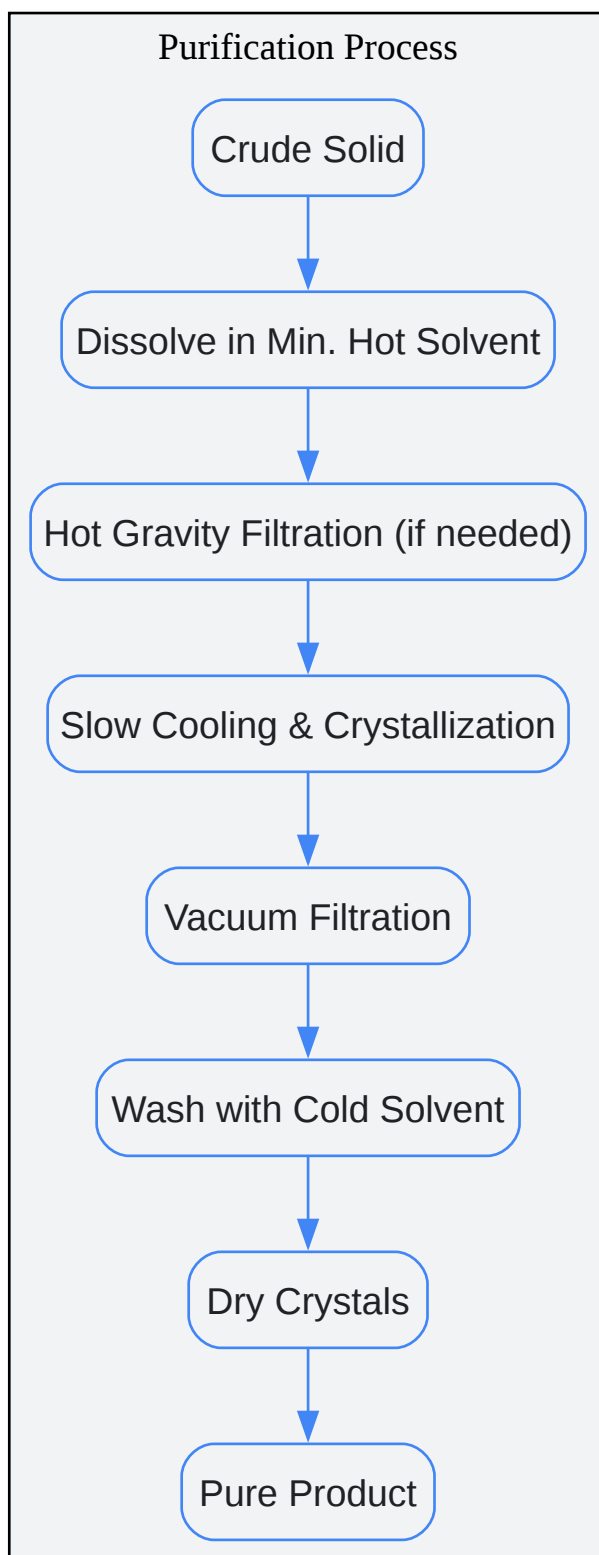 Purification Process
Crude Solid
Dissolve in Min. Hot Solvent
Hot Gravity Filtration (if needed)
Slow Cooling & Crystallization
Vacuum Filtration
Wash with Cold Solvent
Dry Crystals
Pure Product